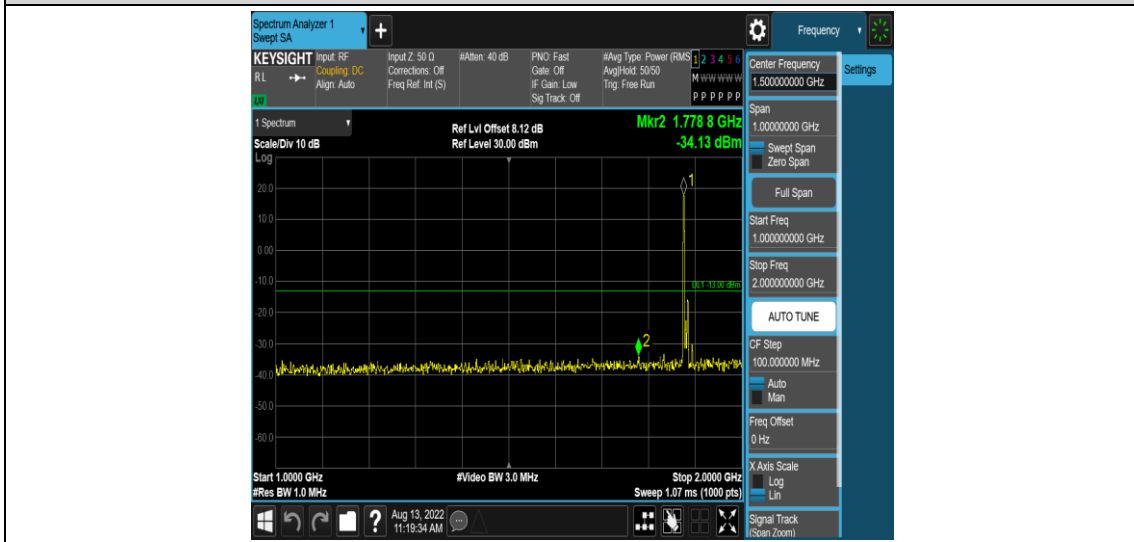 Spectrum Analyzer 1
Swept SA
+
Frequency
KEYSIGHT
RL
LXI
Input: RF
Coupling: DC
Align: Auto
Input Z: 50 Ω
Corrections: Off
Freq Ref: Int (S)
#Atten: 40 dB
PNO: Fast
Gate: Off
IF Gain: Low
Sig Track: Off
#Avg Type: Power (RMS
Avg|Hold: 50/50
Trig: Free Run
1 2 3 4 5 6
M W W W W W
P P P P P P
1 Spectrum
Scale/Div 10 dB
Log
Ref Lvl Offset 8.12 dB
Ref Level 30.00 dBm
Mkr2 1.778 8 GHz
-34.13 dBm
20.0
10.0
0.00
-10.0
-20.0
-30.0
-40.0
-50.0
-60.0
1
DL1 -13.00 dBm
2
Start 1.0000 GHz
#Res BW 1.0 MHz
#Video BW 3.0 MHz
Stop 2.0000 GHz
Sweep 1.07 ms (1000 pts)
?
Aug 13, 2022
11:19:34 AM
Center Frequency
1.500000000 GHz
Settings
Span
1.00000000 GHz
Swept Span
Zero Span
Full Span
Start Freq
1.000000000 GHz
Stop Freq
2.000000000 GHz
AUTO TUNE
CF Step
100.000000 MHz
Auto
Man
Freq Offset
0 Hz
X Axis Scale
Log
Lin
Signal Track
(Span Zoom)